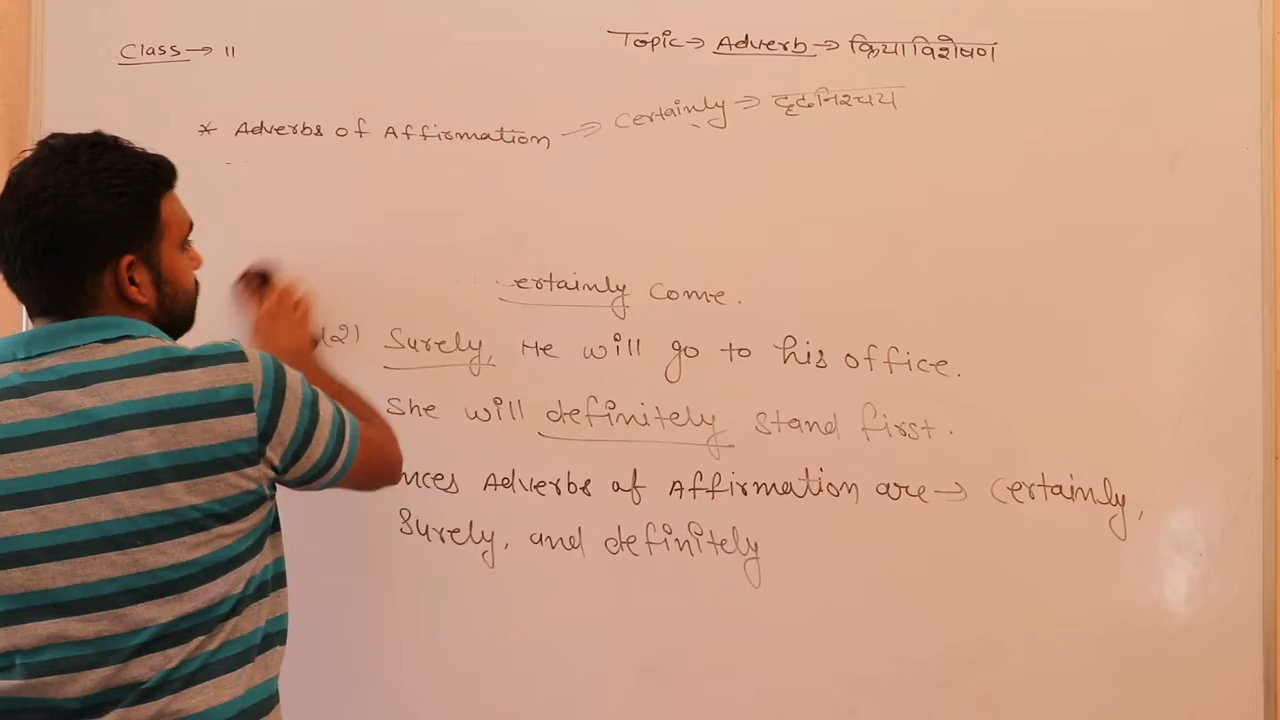 Class → 11
Topic → Adverb → क्रिया विशेषण
* Adverbs of Affirmation → Certainly → दृढनिश्चय
ertainly come.
(2) Surely, He will go to his office.
She will definitely stand first.
nces Adverbs of Affirmation are → Certainly,
Surely, and definitely